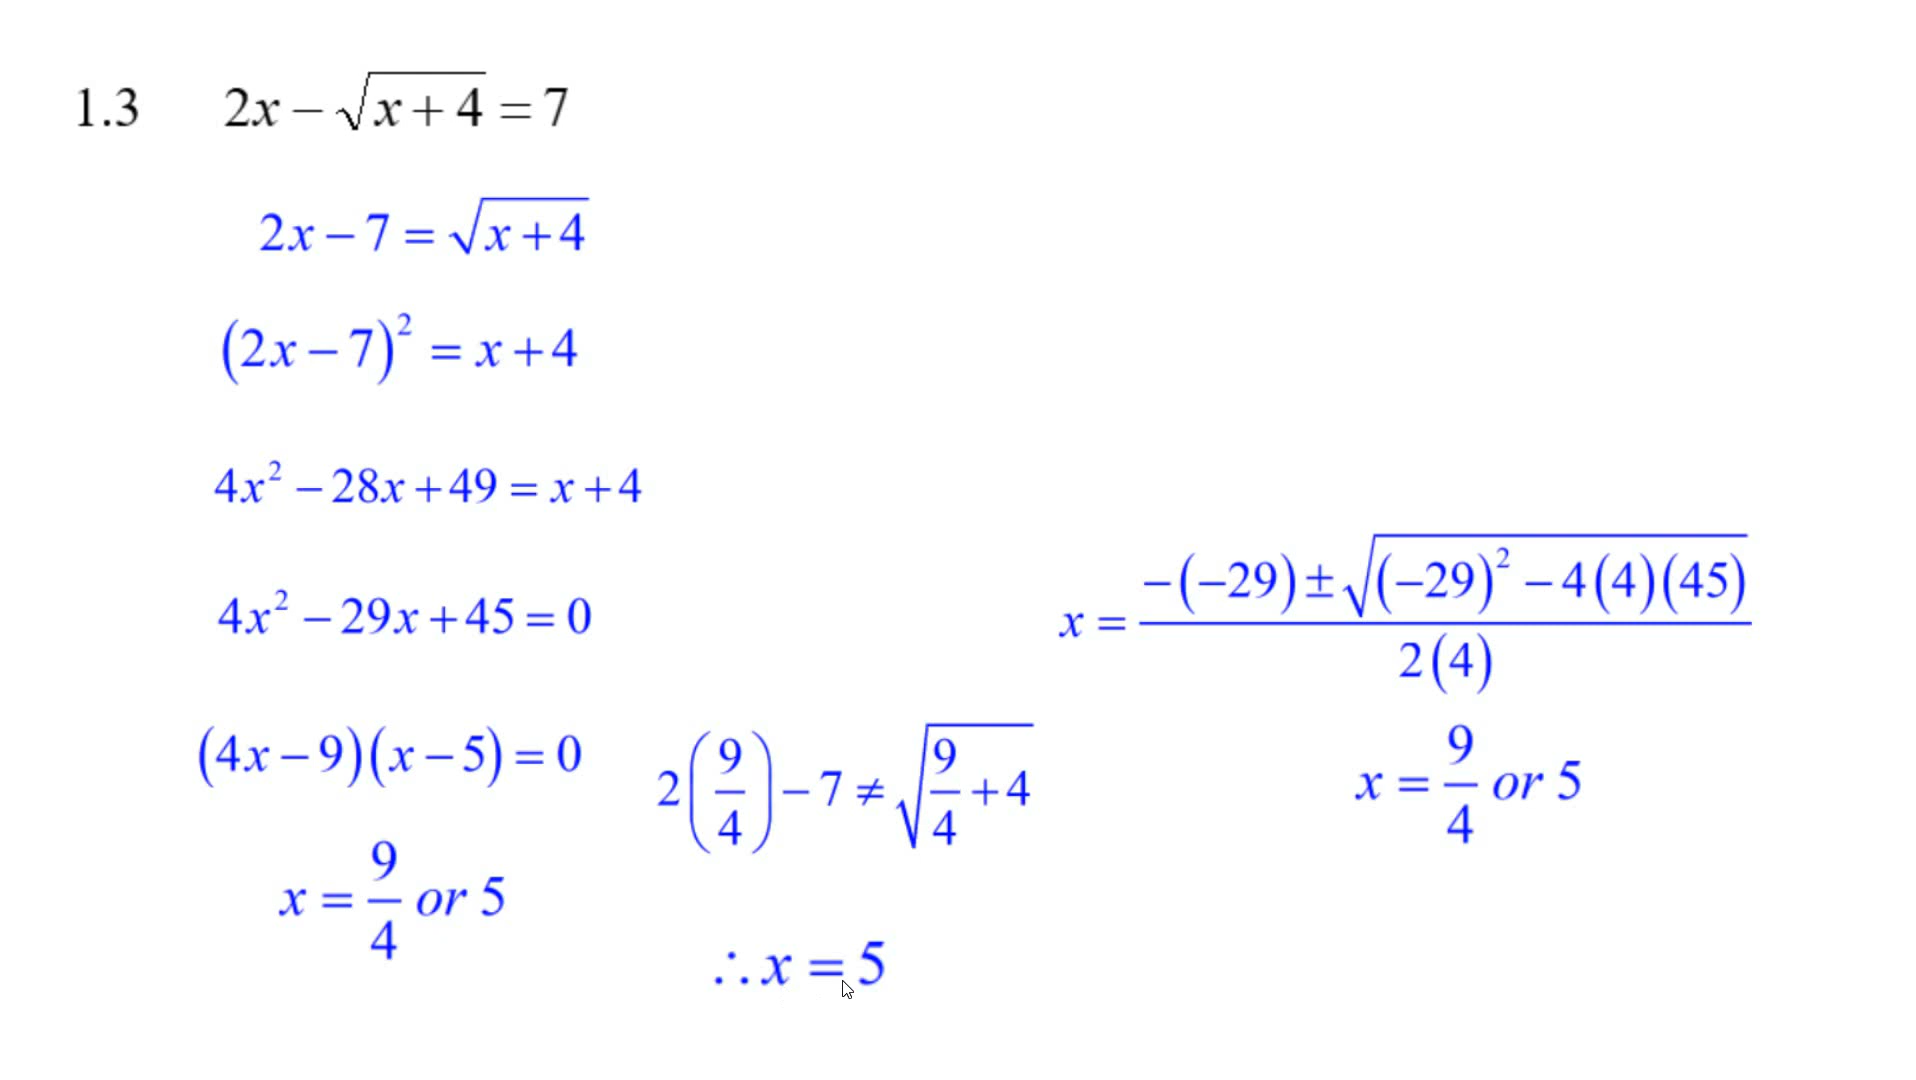 1.3 2x − √(x + 4) = 7
2x − 7 = √(x + 4)
(2x − 7)² = x + 4
4x² − 28x + 49 = x + 4
4x² − 29x + 45 = 0
(4x − 9)(x − 5) = 0
x = 9/4 or 5
2(9/4) − 7 ≠ √(9/4 + 4)
∴ x = 5
x = (−(−29) ± √((−29)² − 4(4)(45))) / (2(4))
x = 9/4 or 5